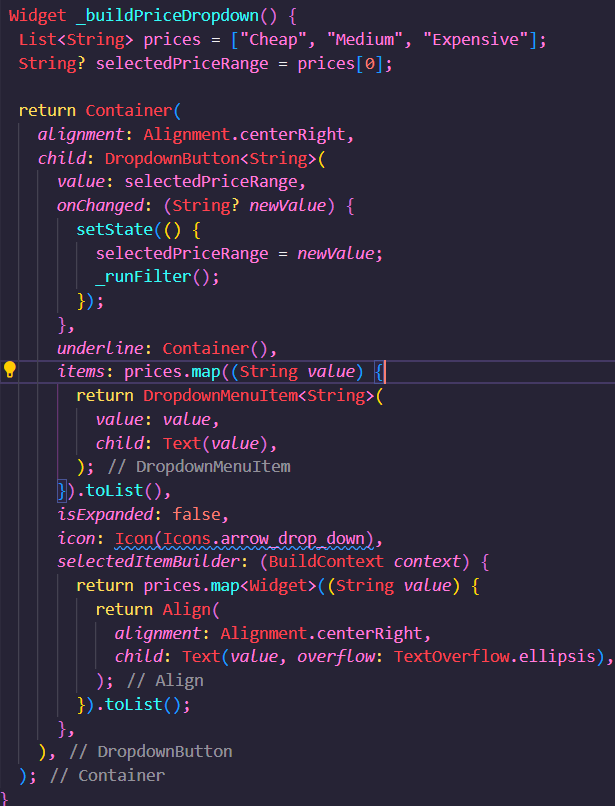 Widget _buildPriceDropdown() {
List<String> prices = ["Cheap", "Medium", "Expensive"];
String? selectedPriceRange = prices[0];
return Container(
alignment: Alignment.centerRight,
child: DropdownButton<String>(
value: selectedPriceRange,
onChanged: (String? newValue) {
setState(() {
selectedPriceRange = newValue;
_runFilter();
});
},
underline: Container(),
items: prices.map((String value) {
return DropdownMenuItem<String>(
value: value,
child: Text(value),
); // DropdownMenuItem
}).toList(),
isExpanded: false,
icon: Icon(Icons.arrow_drop_down),
selectedItemBuilder: (BuildContext context) {
return prices.map<Widget>((String value) {
return Align(
alignment: Alignment.centerRight,
child: Text(value, overflow: TextOverflow.ellipsis),
); // Align
}).toList();
},
), // DropdownButton
); // Container
}